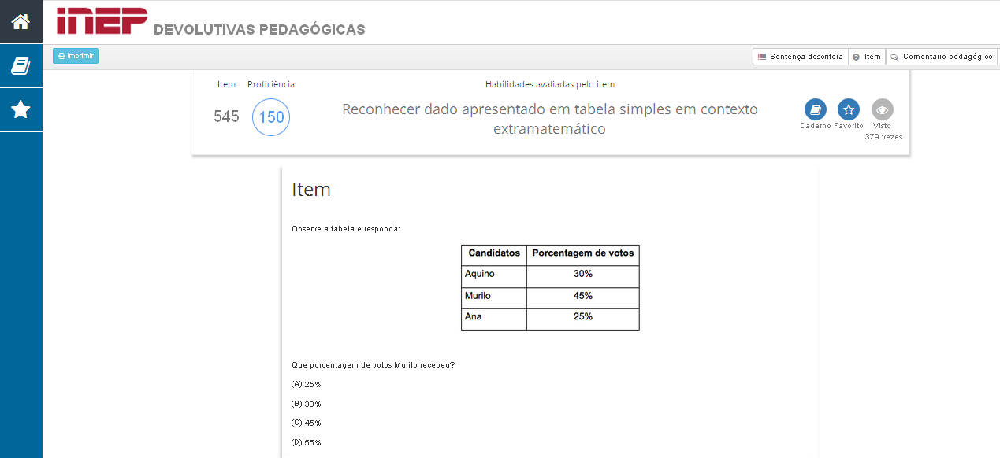 INEP DEVOLUTIVAS PEDAGÓGICAS
Imprimir
Sentença descritora Item Comentário pedagógico
Item Proficiência Habilidades avaliadas pelo item
545 150 Reconhecer dado apresentado em tabela simples em contexto
extramatemático
Caderno Favorito Visto
379 vezes
Item
Observe a tabela e responda:
Candidatos Porcentagem de votos
Aquino 30%
Murilo 45%
Ana 25%
Que porcentagem de votos Murilo recebeu?
(A) 25%
(B) 30%
(C) 45%
(D) 55%